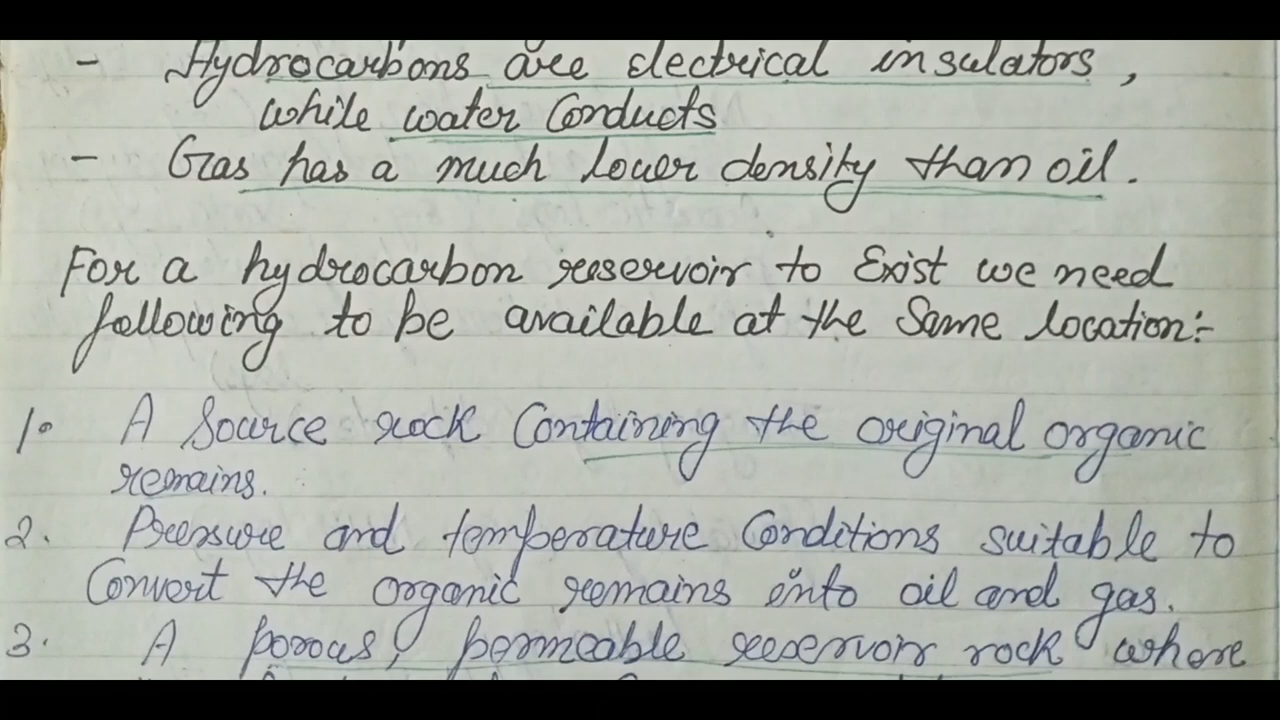 - Hydrocarbons are electrical insulators,
while water Conducts
- Gas has a much lower density than oil.
For a hydrocarbon reservoir to Exist we need
following to be available at the Same location:-
1. A Source rock Containing the original organic
remains.
2. Pressure and temperature Conditions suitable to
Convert the organic remains into oil and gas.
3. A porous, permeable reservoir rock where